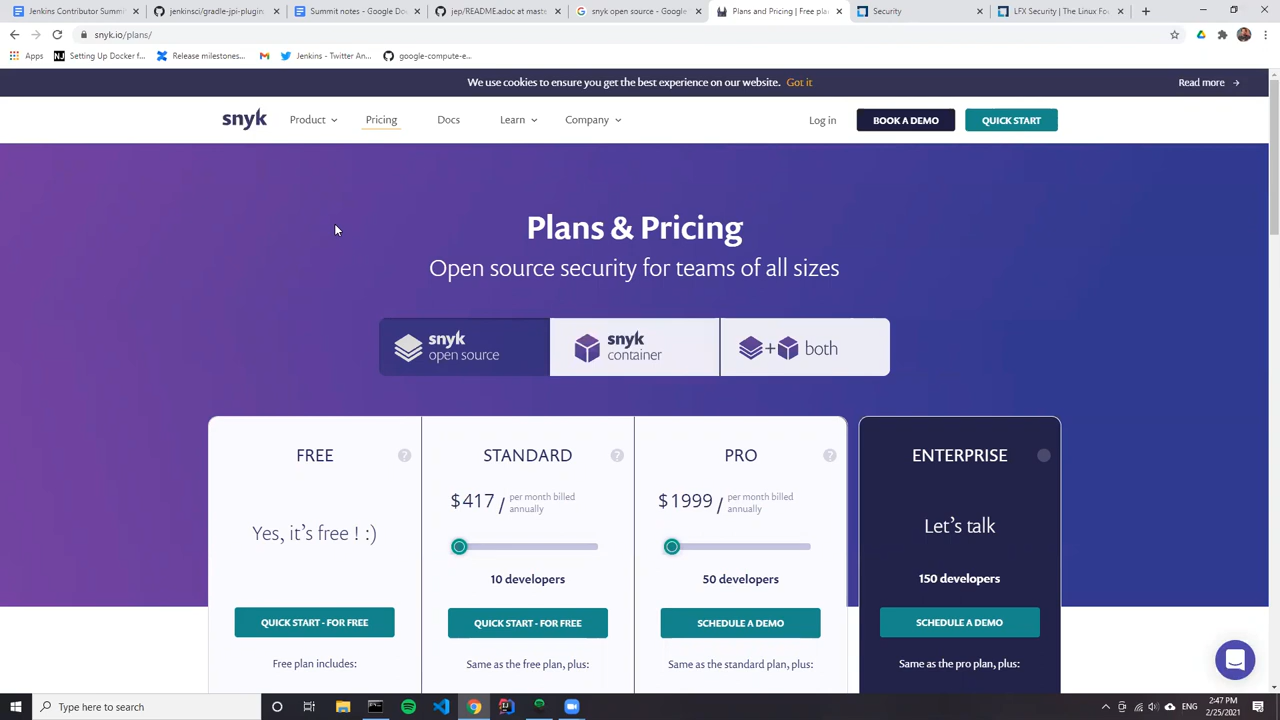 Jenkins Contributor Summi
jenkinsci/gradle-jpi-plugin:
Summit notes - Google Do
jep/README.adoc at maste
snyk open source - Google
Plans and Pricing | Free pla
Security
LFX Security | The Linux Fo
snyk.io/plans/
Apps
Setting Up Docker f...
Release milestones...
Jenkins - Twitter An...
google-compute-e...
We use cookies to ensure you get the best experience on our website. Got it
Read more →
snyk
Product
Pricing
Docs
Learn
Company
Log in
BOOK A DEMO
QUICK START
Plans & Pricing
Open source security for teams of all sizes
snyk
open source
snyk
container
+ both
FREE ?
Yes, it's free ! :)
QUICK START - FOR FREE
Free plan includes:
STANDARD ?
$417 / per month billed
annually
10 developers
QUICK START - FOR FREE
Same as the free plan, plus:
PRO ?
$1999 / per month billed
annually
50 developers
SCHEDULE A DEMO
Same as the standard plan, plus:
ENTERPRISE
Let's talk
150 developers
SCHEDULE A DEMO
Same as the pro plan, plus:
Type here to search
ENG
2:47 PM
2/25/2021